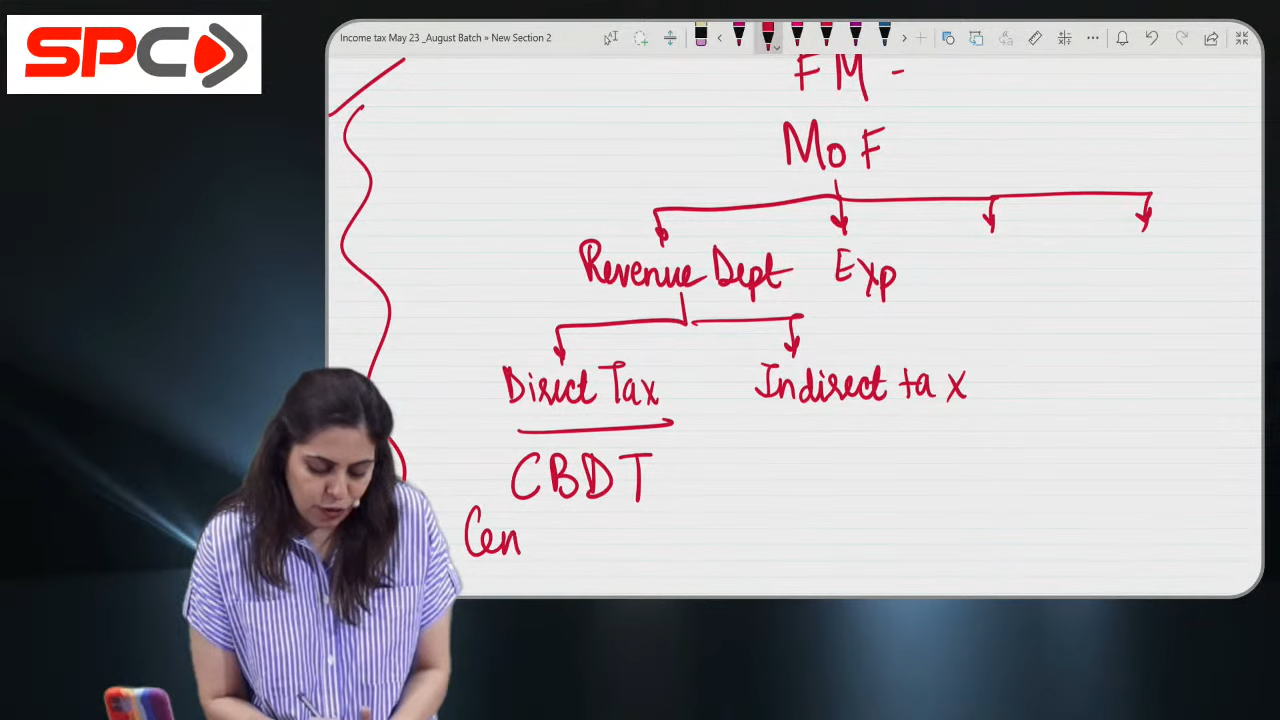 SPC
Income tax May 23 _August Batch » New Section 2
FM -
MoF
Revenue Dept Exp
Direct Tax Indirect tax
CBDT
Cen